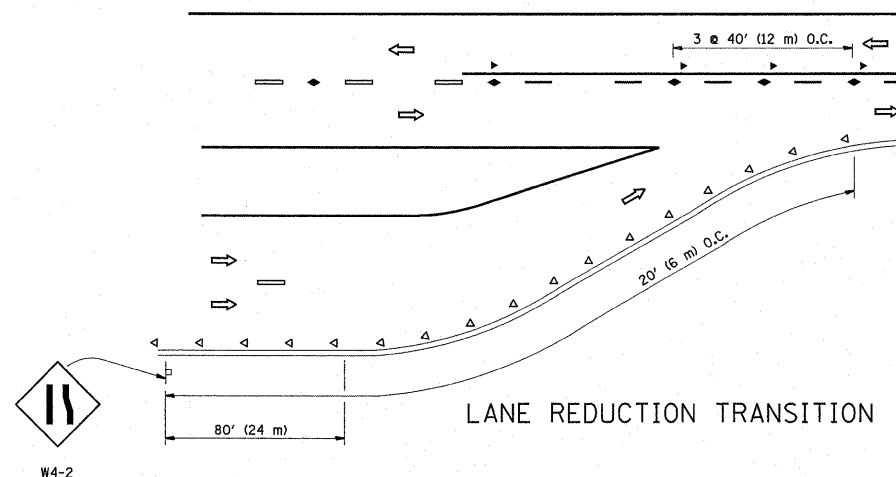 3 @ 40' (12 m) O.C.
20' (6 m) O.C.
80' (24 m)
LANE REDUCTION TRANSITION
W4-2